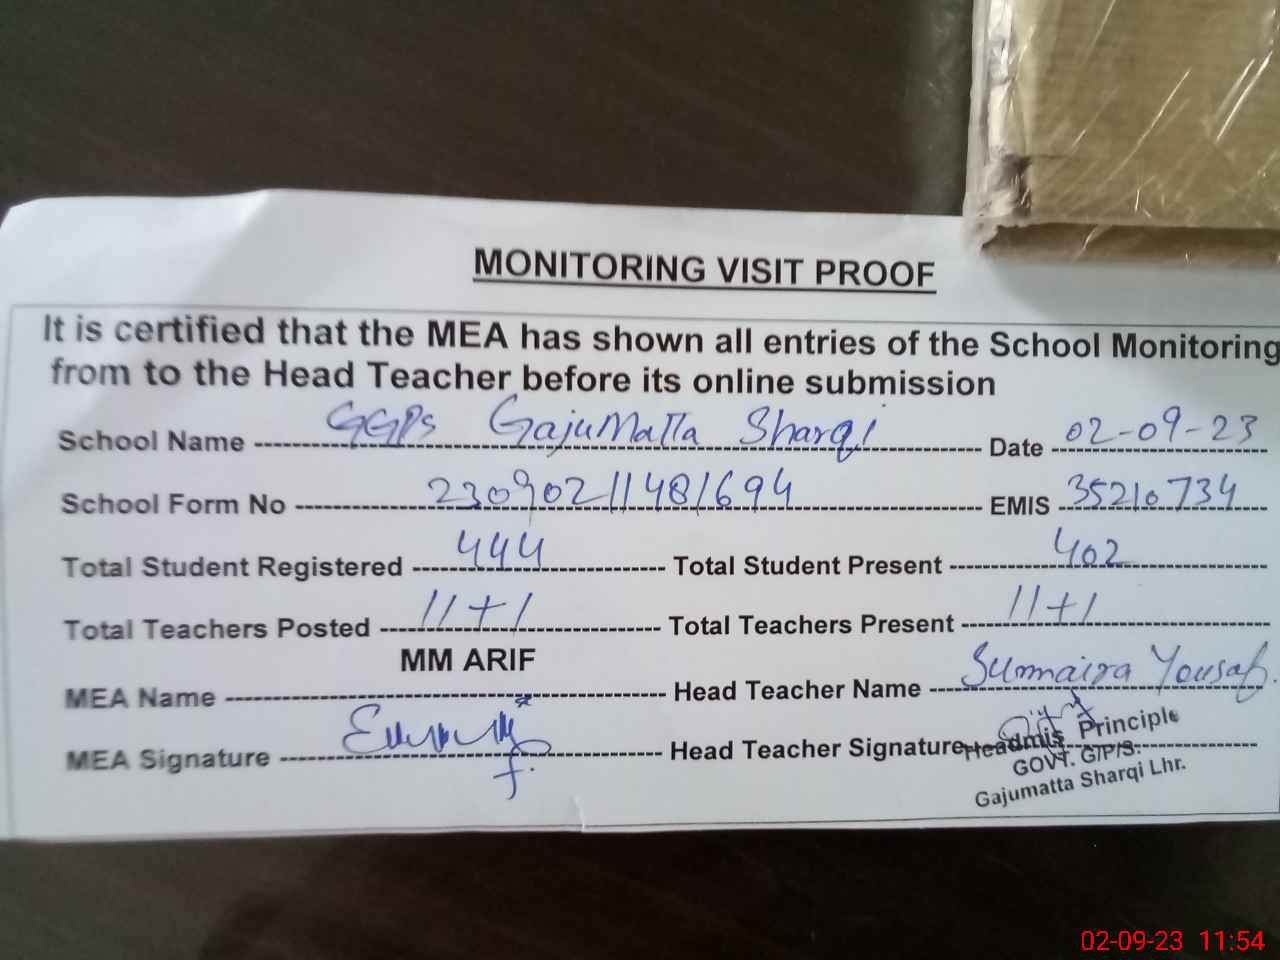 MONITORING VISIT PROOF
It is certified that the MEA has shown all entries of the School Monitoring
from to the Head Teacher before its online submission
School Name GGPS GajuMatta Sharqi Date 02-09-23
School Form No 23090211481694 EMIS 35210734
Total Student Registered 444 Total Student Present 402
Total Teachers Posted 11+1 Total Teachers Present 11+1
MM ARIF
MEA Name Head Teacher Name Summaira Yousaf.
MEA Signature Head Teacher Signature
Headmis Principle
GOVT. G/P/S.
Gajumatta Sharqi Lhr.
02-09-23 11:54